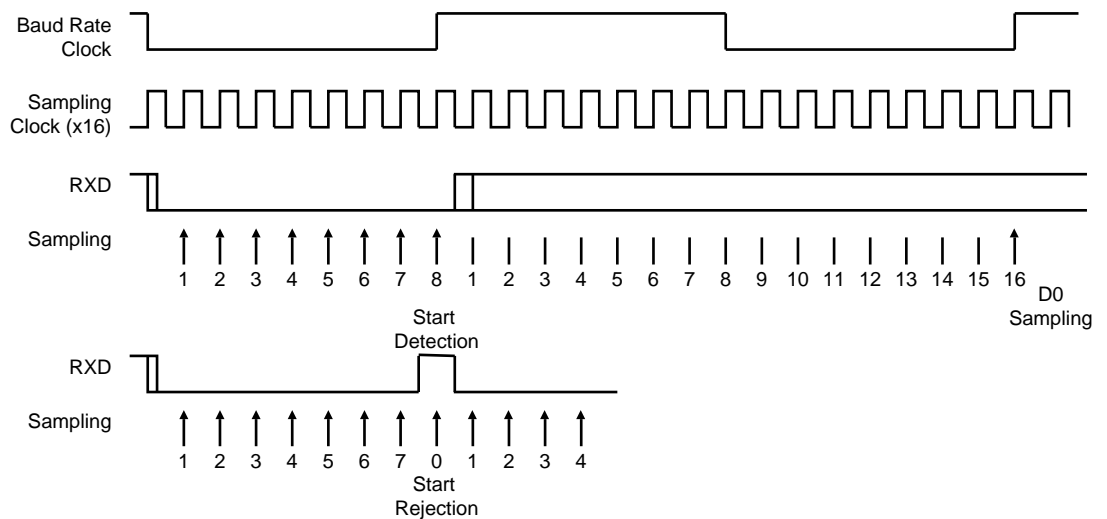 Baud Rate
Clock
Sampling
Clock (x16)
RXD
Sampling
1 2 3 4 5 6 7 8 1 2 3 4 5 6 7 8 9 10 11 12 13 14 15 16
D0
Sampling
Start
Detection
RXD
Sampling
1 2 3 4 5 6 7 0 1 2 3 4
Start
Rejection